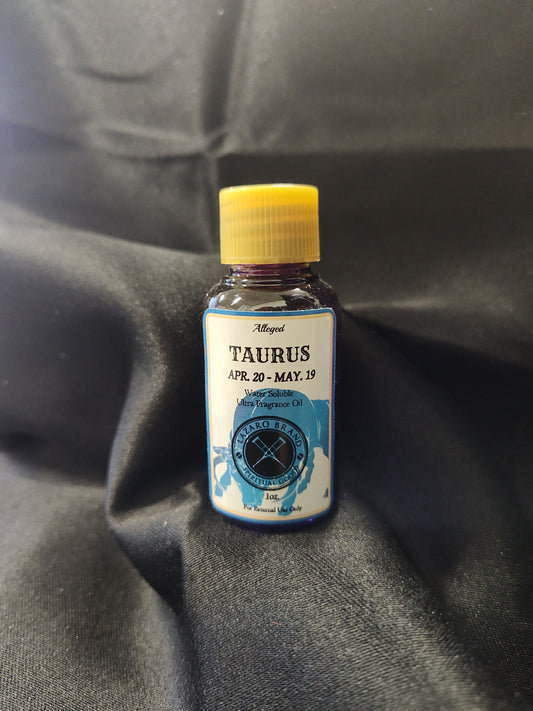 Alleged
TAURUS
APR. 20 - MAY. 19
Water Soluble
Ultra Fragrance Oil
LAZARO BRAND
SPIRITUAL GOODS
1oz.
For External Use Only